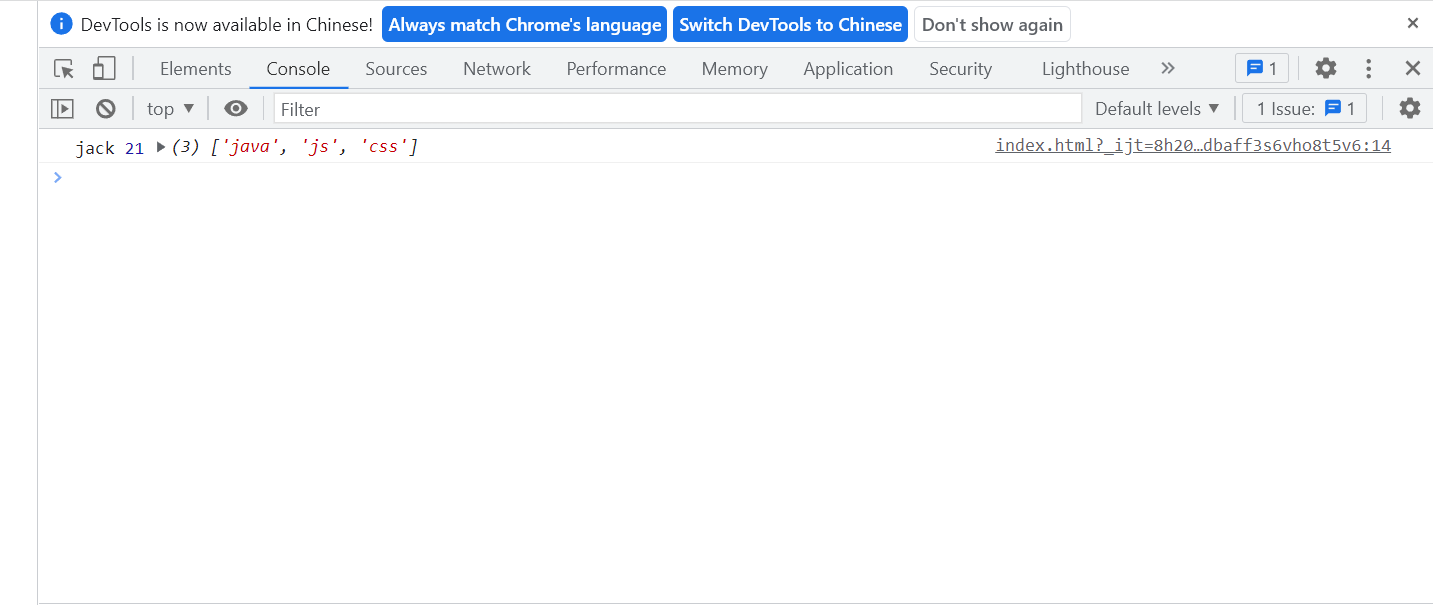 DevTools is now available in Chinese! Always match Chrome's language Switch DevTools to Chinese Don't show again
Elements Console Sources Network Performance Memory Application Security Lighthouse 1
top Filter Default levels 1 Issue: 1
jack 21 (3) ['java', 'js', 'css'] index.html?_ijt=8h20…dbaff3s6vho8t5v6:14